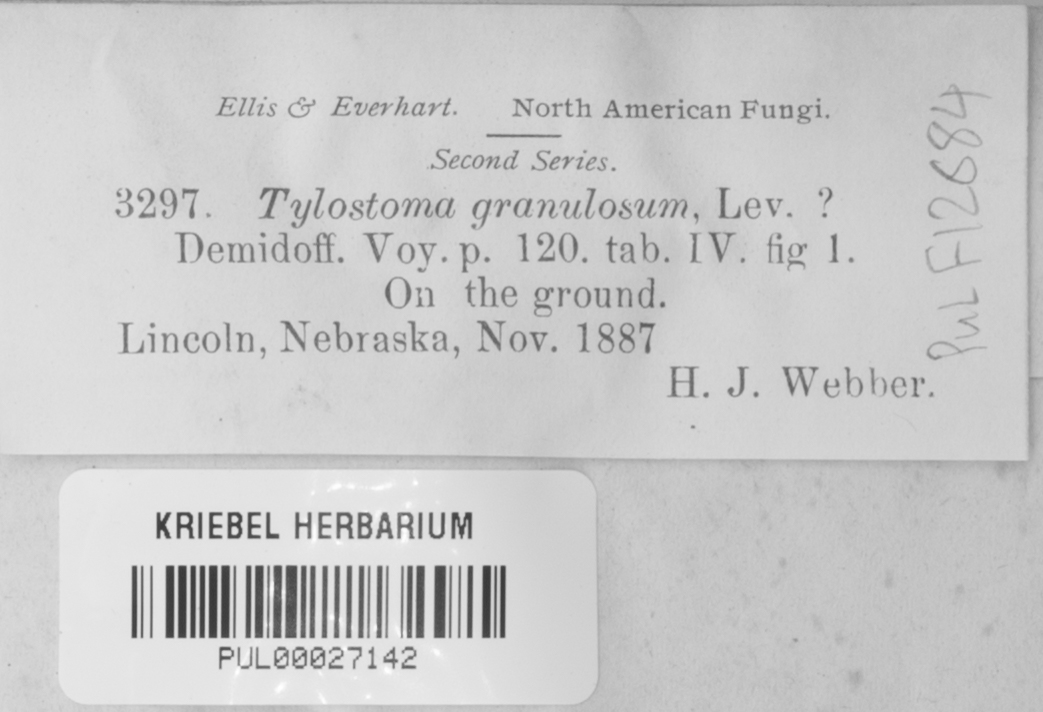 Ellis & Everhart. North American Fungi.
Second Series.
3297. Tylostoma granulosum, Lev. ?
Demidoff. Voy. p. 120. tab. IV. fig 1.
On the ground.
Lincoln, Nebraska, Nov. 1887
H. J. Webber.
PUL F12684
KRIEBEL HERBARIUM
PUL00027142